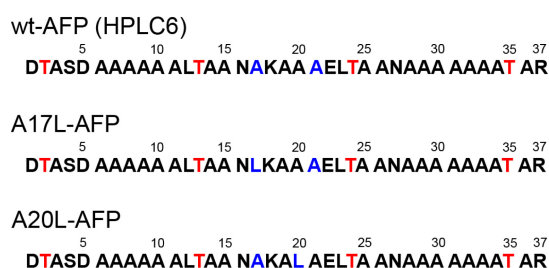 wt-AFP (HPLC6)
5 10 15 20 25 30 35 37
DTASD AAAAA ALTAA NAKAA AELTA ANAAA AAAAT AR
A17L-AFP
5 10 15 20 25 30 35 37
DTASD AAAAA ALTAA NLKAA AELTA ANAAA AAAAT AR
A20L-AFP
5 10 15 20 25 30 35 37
DTASD AAAAA ALTAA NAKAL AELTA ANAAA AAAAT AR